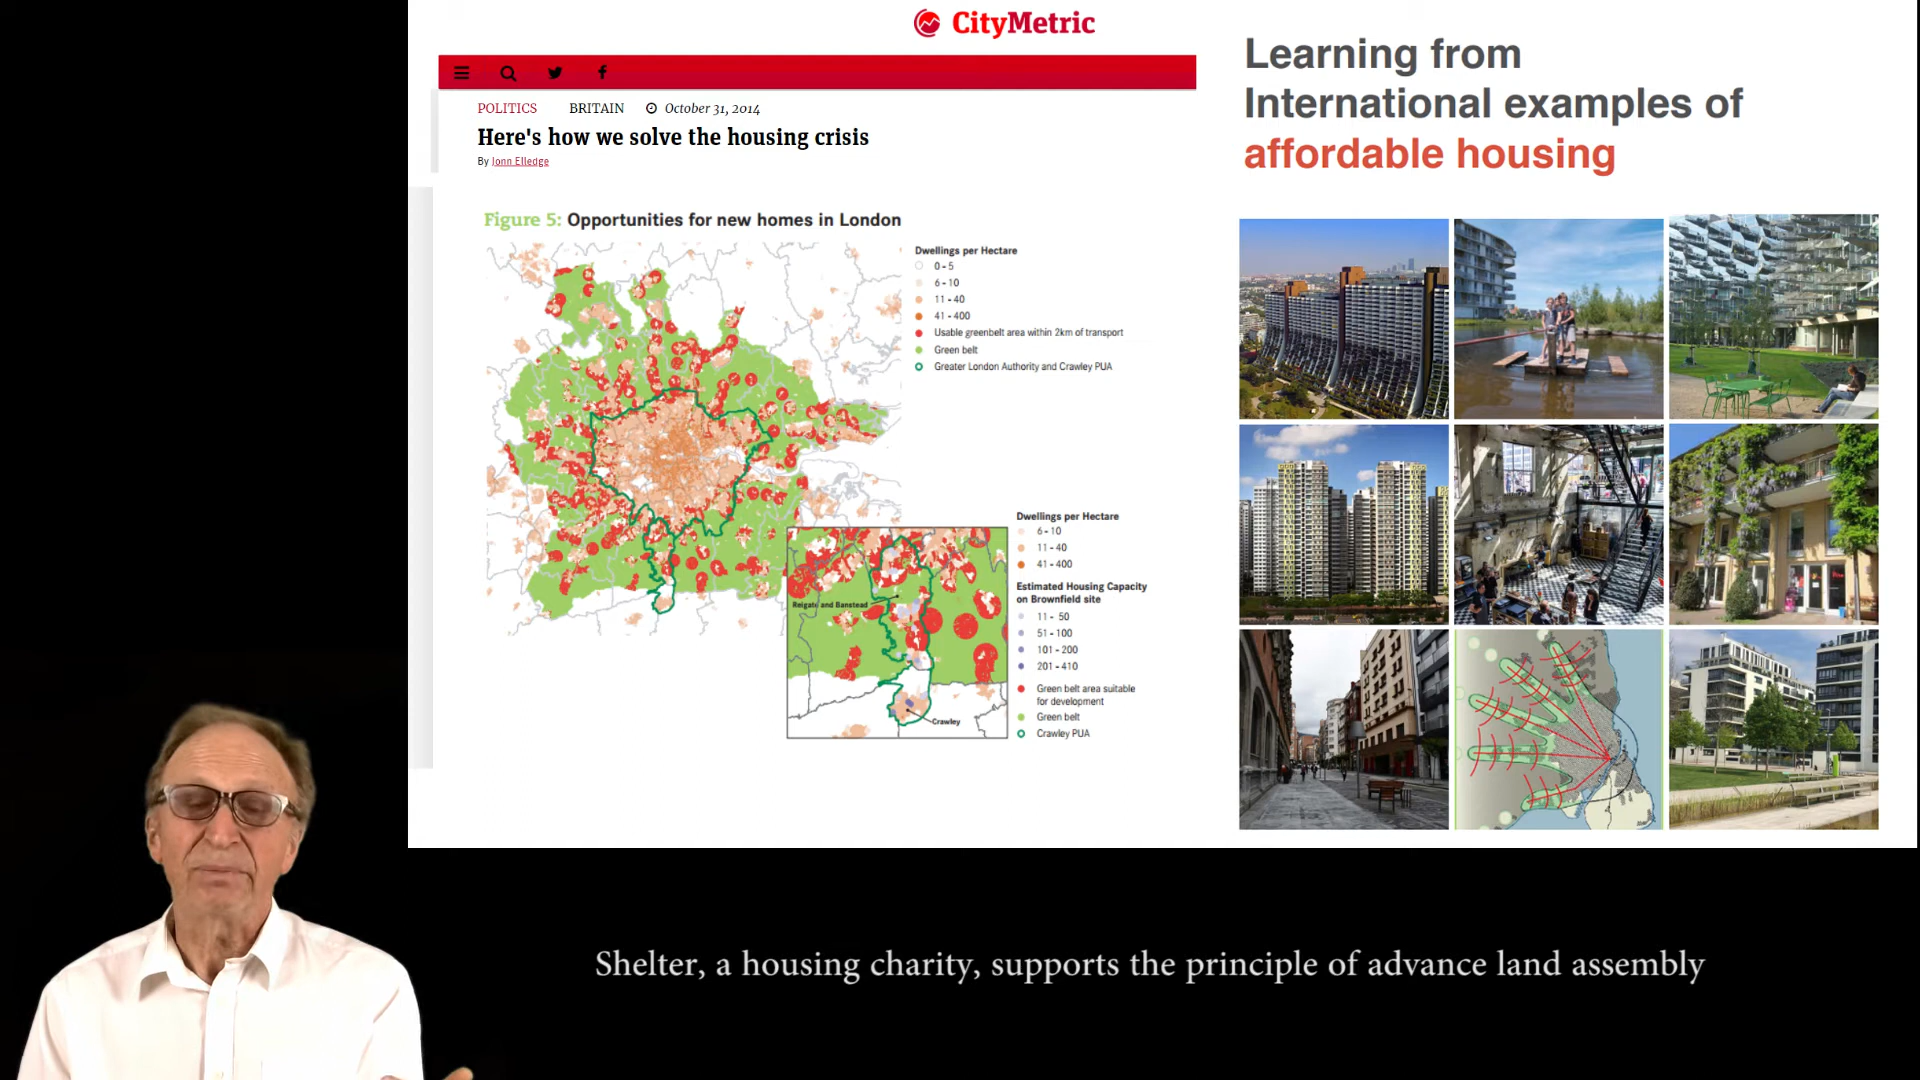 CityMetric
POLITICS BRITAIN October 31, 2014
Here's how we solve the housing crisis
By Jonn Elledge
Figure 5: Opportunities for new homes in London
Dwellings per Hectare
0 - 5
6 - 10
11 - 40
41 - 400
Usable greenbelt area within 2km of transport
Green belt
Greater London Authority and Crawley PUA
Reigate and Banstead
Crawley
Dwellings per Hectare
6 - 10
11 - 40
41 - 400
Estimated Housing Capacity
on Brownfield site
11 - 50
51 - 100
101 - 200
201 - 410
Green belt area suitable
for development
Green belt
Crawley PUA
Learning from
International examples of
affordable housing
Shelter, a housing charity, supports the principle of advance land assembly